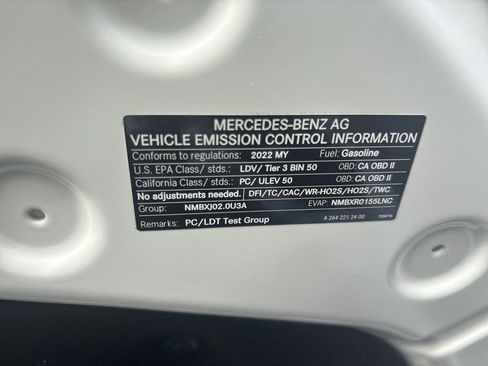 MERCEDES-BENZ AG
VEHICLE EMISSION CONTROL INFORMATION
Conforms to regulations: 2022 MY Fuel: Gasoline
U.S. EPA Class/ stds.: LDV/ Tier 3 BIN 50 OBD: CA OBD II
California Class/ stds.: PC/ ULEV 50 OBD: CA OBD II
No adjustments needed. DFI/TC/CAC/WR-HO2S/HO2S/TWC
Group: NMBXJ02.0U3A EVAP: NMBXR0155LNC
Remarks: PC/LDT Test Group A 264 221 24 00